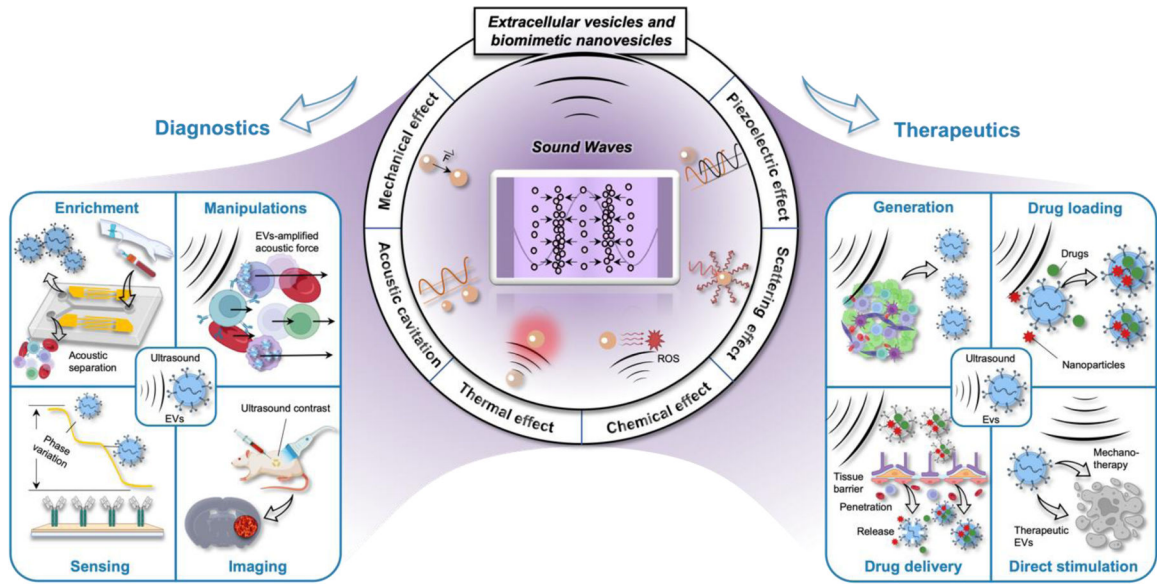 Extracellular vesicles and
biomimetic nanovesicles
Diagnostics
Therapeutics
Mechanical effect
Piezoelectric effect
Sound Waves
Acoustic cavitation
Scattering effect
Thermal effect
Chemical effect
ROS
Enrichment
Manipulations
EVs-amplified
acoustic force
Acoustic
separation
Ultrasound
EVs
Phase
variation
Ultrasound contrast
Sensing
Imaging
Generation
Drug loading
Drugs
Nanoparticles
Ultrasound
Evs
Tissue
barrier
Penetration
Release
Mechano-
therapy
Therapeutic
EVs
Drug delivery
Direct stimulation